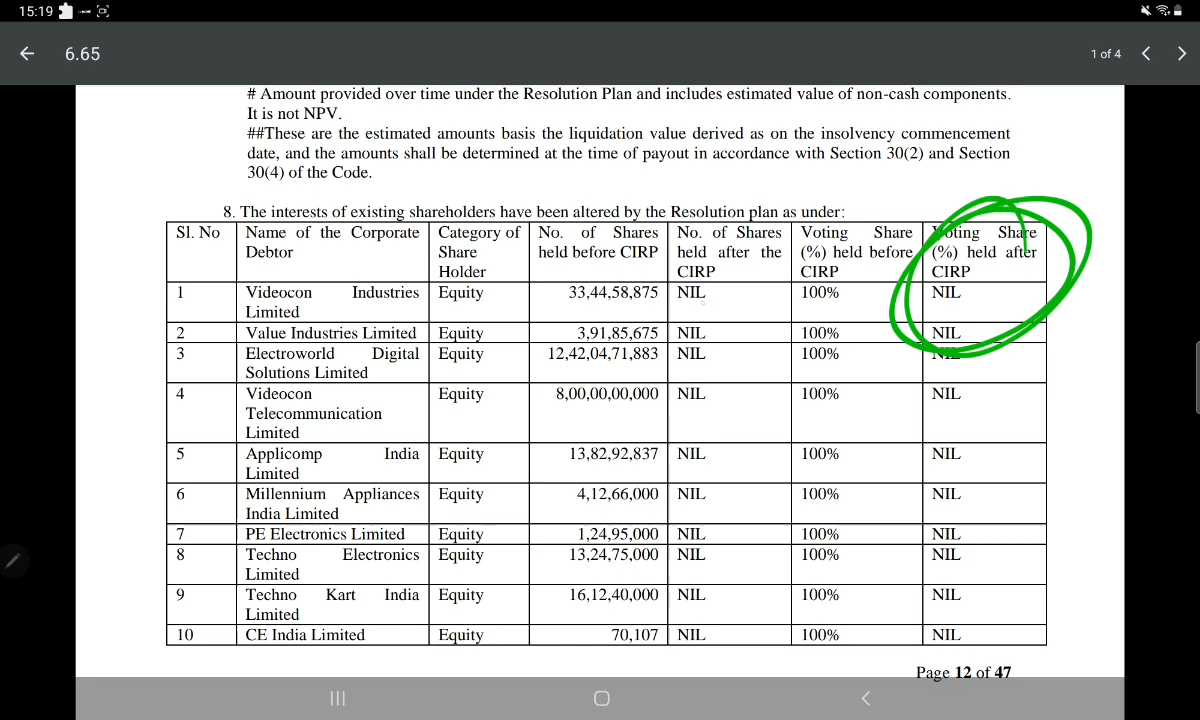 15:19
6.65
1 of 4
# Amount provided over time under the Resolution Plan and includes estimated value of non-cash components.
It is not NPV.
##These are the estimated amounts basis the liquidation value derived as on the insolvency commencement
date, and the amounts shall be determined at the time of payout in accordance with Section 30(2) and Section
30(4) of the Code.
8. The interests of existing shareholders have been altered by the Resolution plan as under:
Sl. No Name of the Corporate Category of No. of Shares No. of Shares Voting Share Voting Share
Debtor Share held before CIRP held after the (%) held before (%) held after
Holder CIRP CIRP CIRP
1 Videocon Industries Equity 33,44,58,875 NIL 100% NIL
Limited
2 Value Industries Limited Equity 3,91,85,675 NIL 100% NIL
3 Electroworld Digital Equity 12,42,04,71,883 NIL 100% NIL
Solutions Limited
4 Videocon Equity 8,00,00,00,000 NIL 100% NIL
Telecommunication
Limited
5 Applicomp India Equity 13,82,92,837 NIL 100% NIL
Limited
6 Millennium Appliances Equity 4,12,66,000 NIL 100% NIL
India Limited
7 PE Electronics Limited Equity 1,24,95,000 NIL 100% NIL
8 Techno Electronics Equity 13,24,75,000 NIL 100% NIL
Limited
9 Techno Kart India Equity 16,12,40,000 NIL 100% NIL
Limited
10 CE India Limited Equity 70,107 NIL 100% NIL
Page 12 of 47